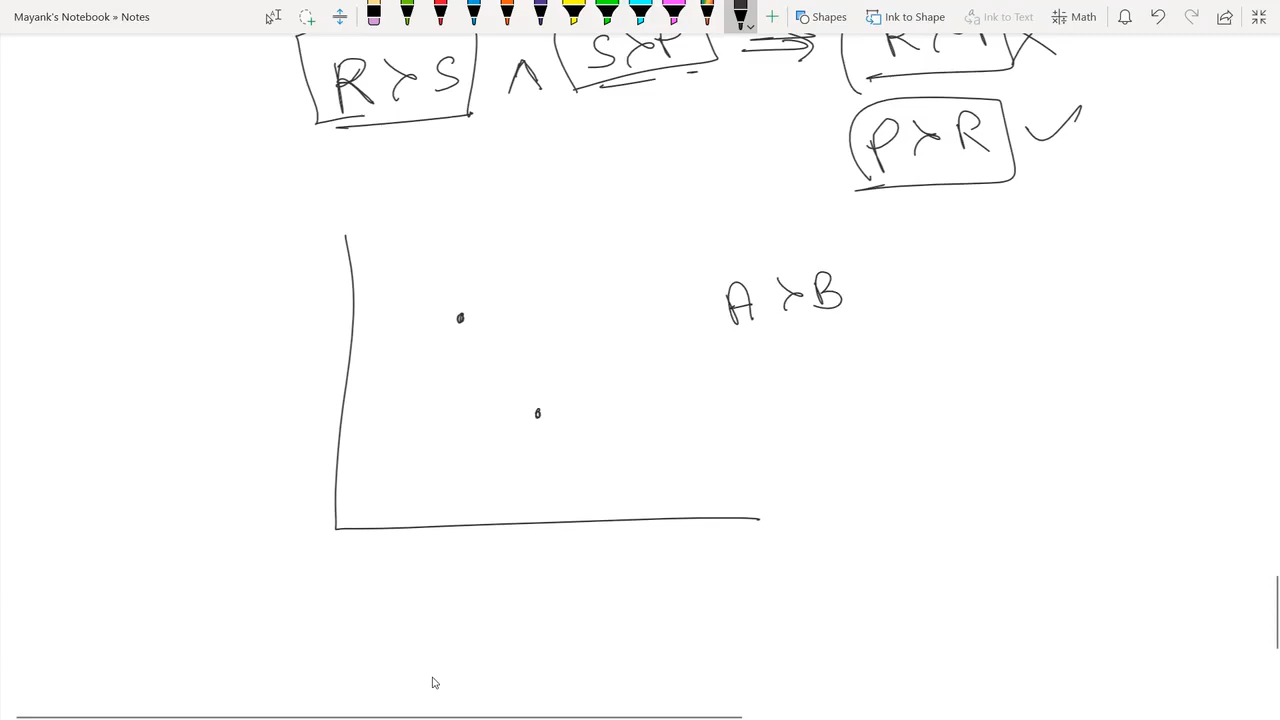 Mayank's Notebook » Notes
Shapes
Ink to Shape
Ink to Text
Math
R ≻ S ∧ S ≻ P ⇒
P ≻ R ✓
A ≻ B